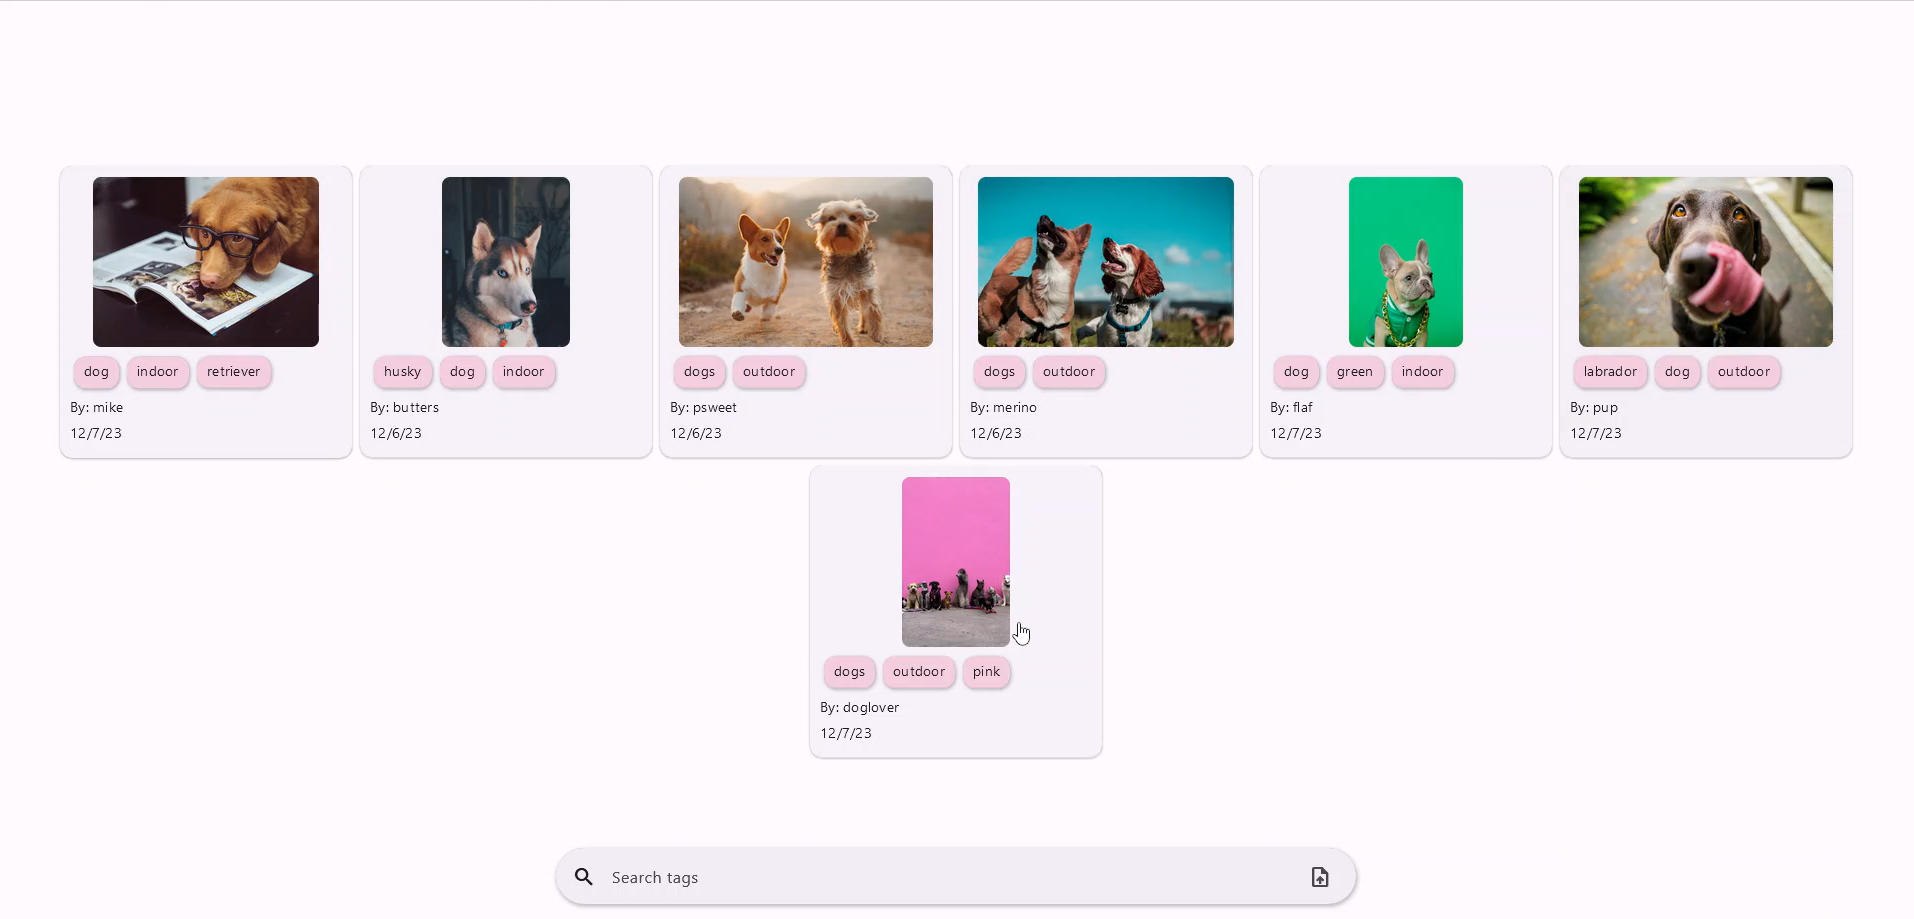 dog indoor retriever
By: mike
12/7/23
husky dog indoor
By: butters
12/6/23
dogs outdoor
By: psweet
12/6/23
dogs outdoor
By: merino
12/6/23
dog green indoor
By: flaf
12/7/23
labrador dog outdoor
By: pup
12/7/23
dogs outdoor pink
By: doglover
12/7/23
Search tags